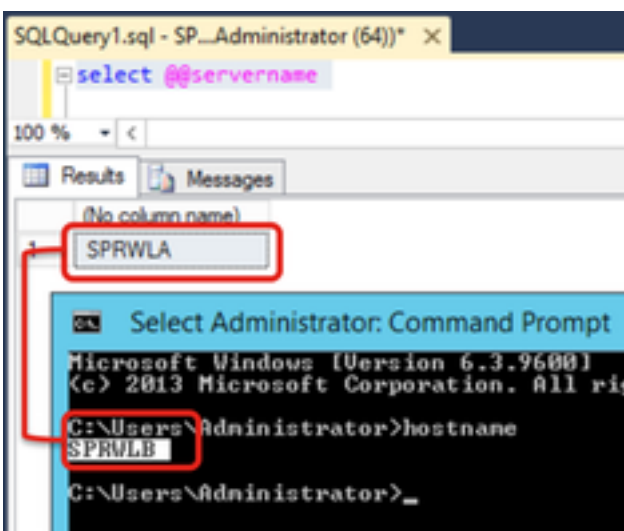 SQLQuery1.sql - SP...Administrator (64))* ×
select @@servername
100 %
Results Messages
(No column name)
1 SPRWLA
Select Administrator: Command Prompt
Microsoft Windows [Version 6.3.9600]
(c) 2013 Microsoft Corporation. All rig
C:\Users\Administrator>hostname
SPRWLB
C:\Users\Administrator>_